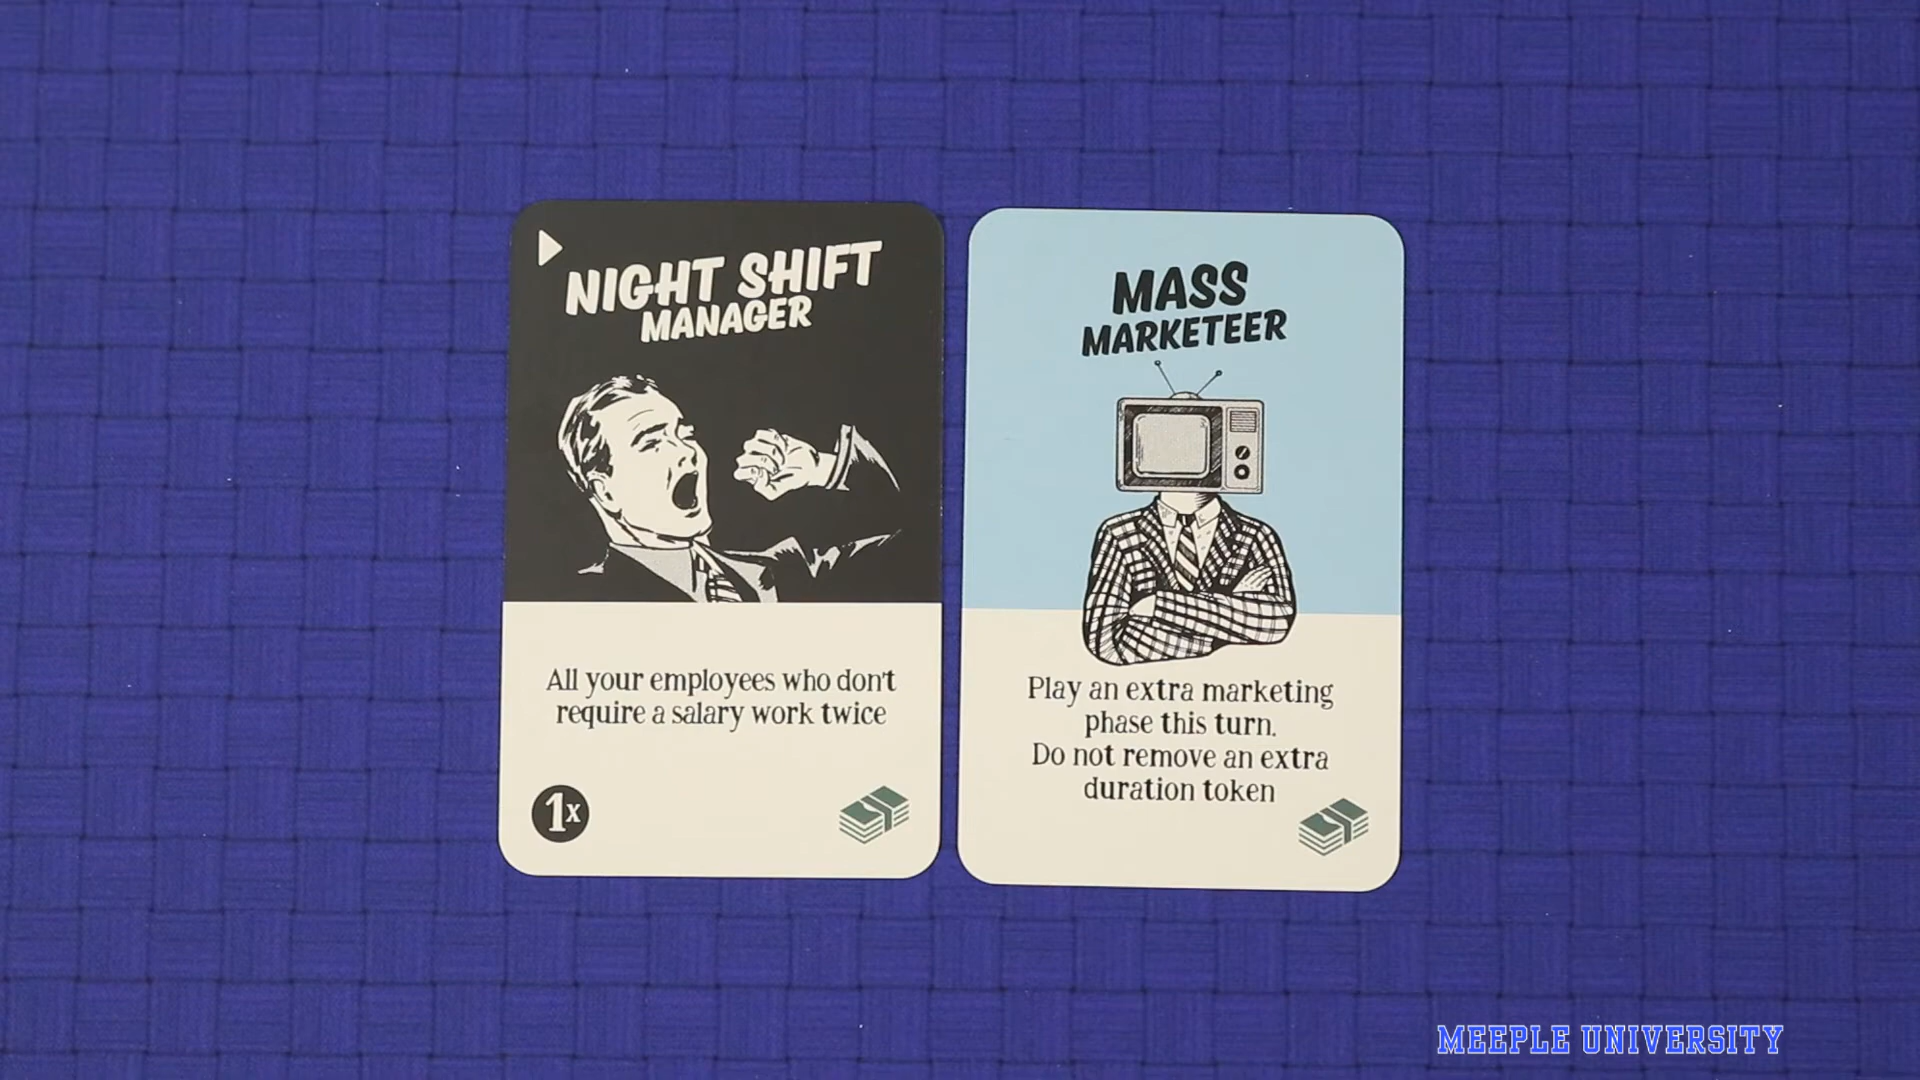 NIGHT SHIFT
MANAGER
All your employees who don't
require a salary work twice
1x
MASS
MARKETEER
Play an extra marketing
phase this turn.
Do not remove an extra
duration token
MEEPLE UNIVERSITY